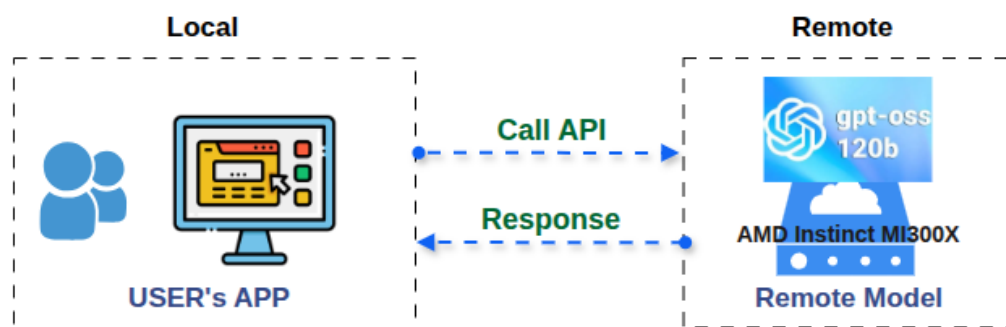 Local
Remote
Call API
Response
gpt-oss
120b
AMD Instinct MI300X
USER's APP
Remote Model